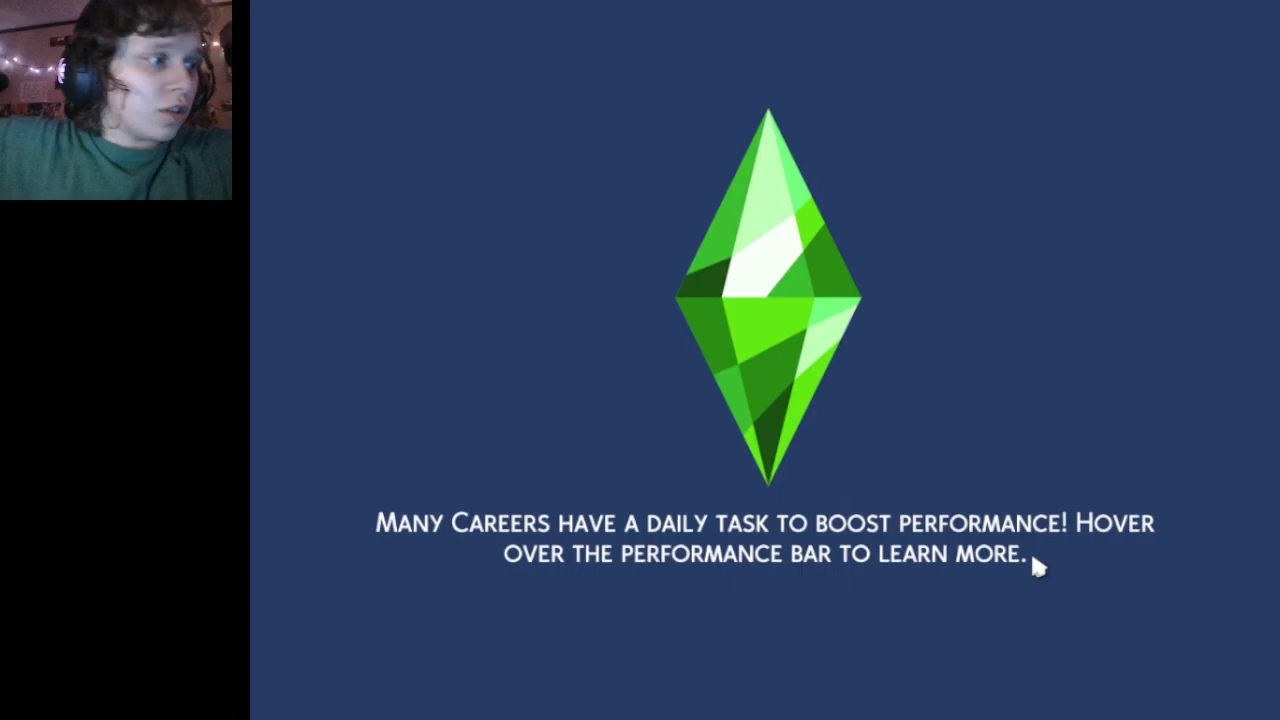 Many Careers have a daily task to boost performance! Hover
over the performance bar to learn more.